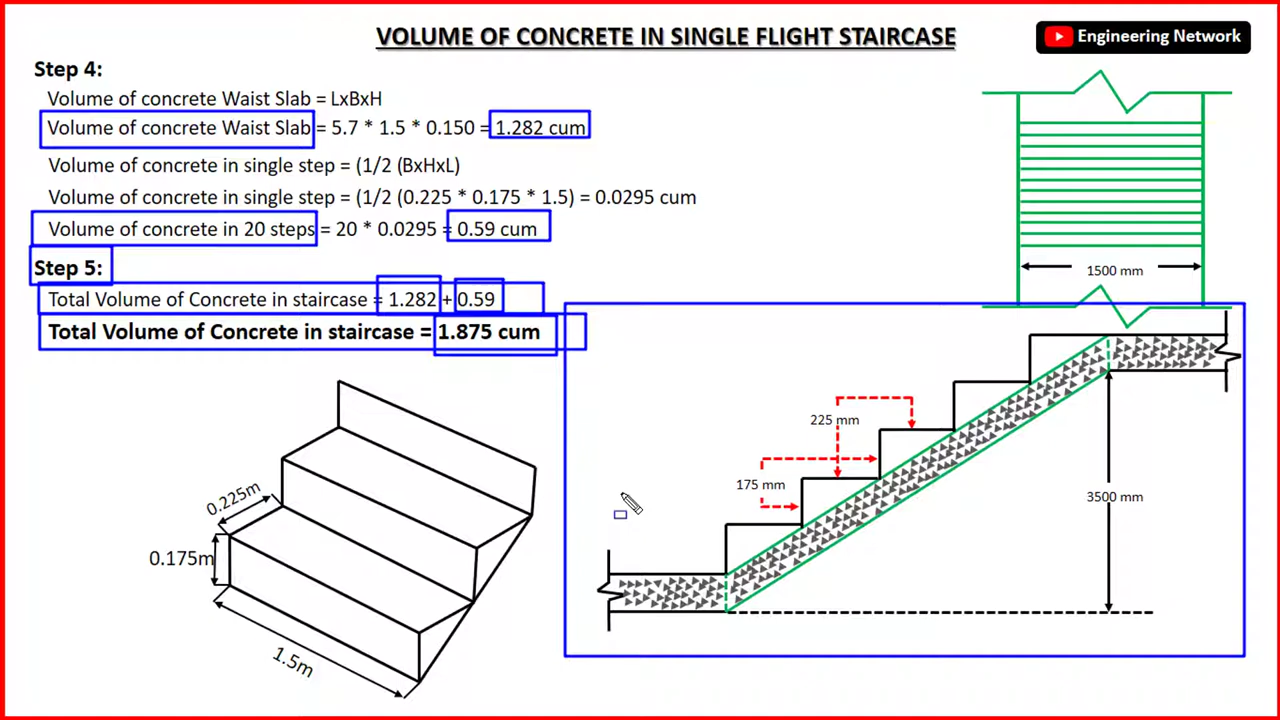 VOLUME OF CONCRETE IN SINGLE FLIGHT STAIRCASE
Engineering Network
Step 4:
Volume of concrete Waist Slab = LxBxH
Volume of concrete Waist Slab = 5.7 * 1.5 * 0.150 = 1.282 cum
Volume of concrete in single step = (1/2 (BxHxL)
Volume of concrete in single step = (1/2 (0.225 * 0.175 * 1.5) = 0.0295 cum
Volume of concrete in 20 steps = 20 * 0.0295 = 0.59 cum
Step 5:
Total Volume of Concrete in staircase = 1.282 + 0.59
Total Volume of Concrete in staircase = 1.875 cum
1500 mm
225 mm
175 mm
3500 mm
0.225m
0.175m
1.5m